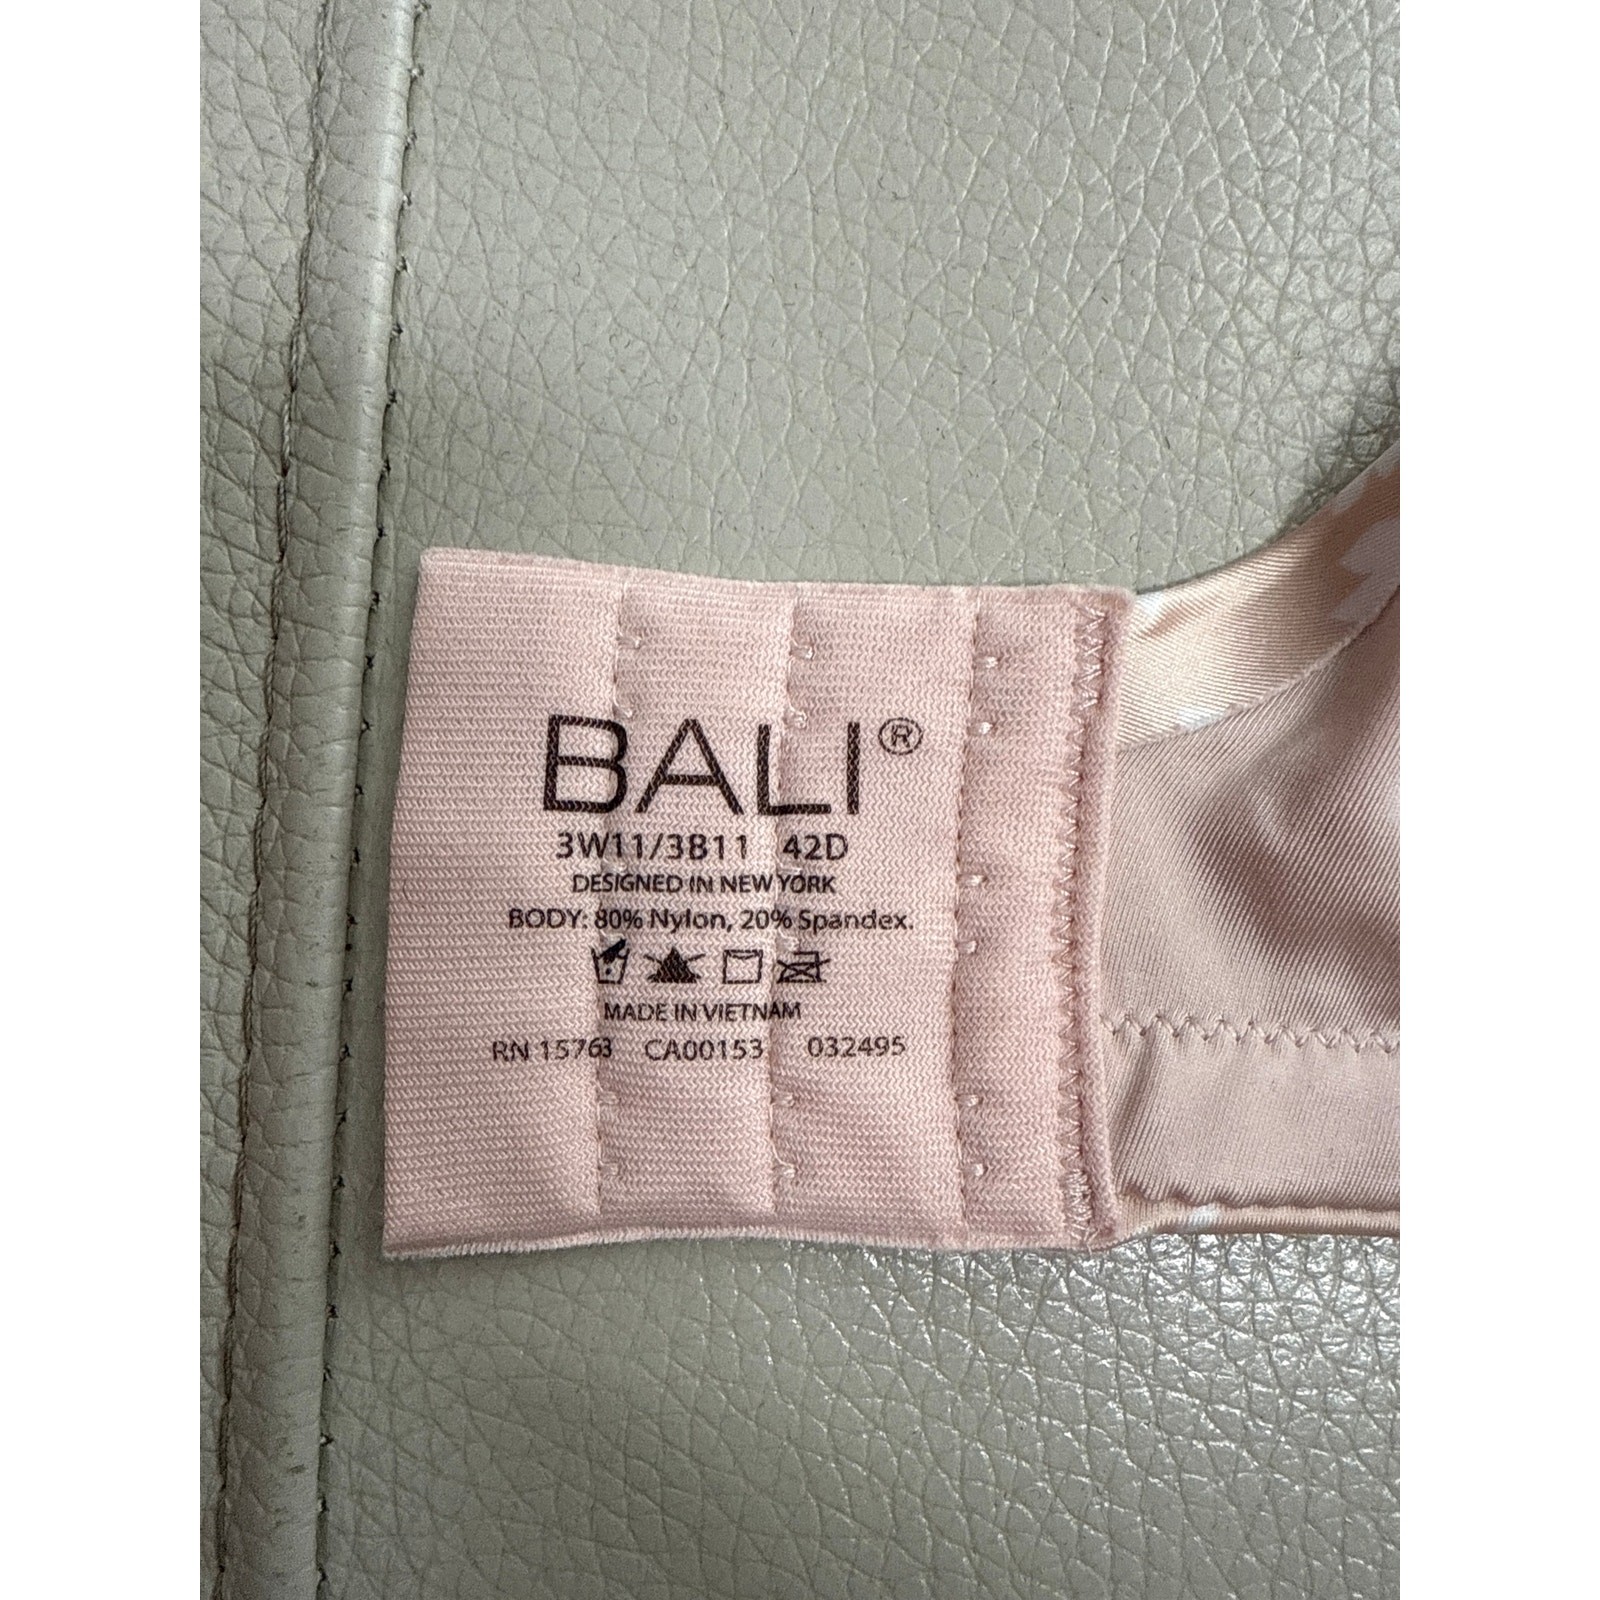 BALI®
3W11/3B11 42D
DESIGNED IN NEW YORK
BODY: 80% Nylon, 20% Spandex.
MADE IN VIETNAM
RN 15763 CA00153 032495